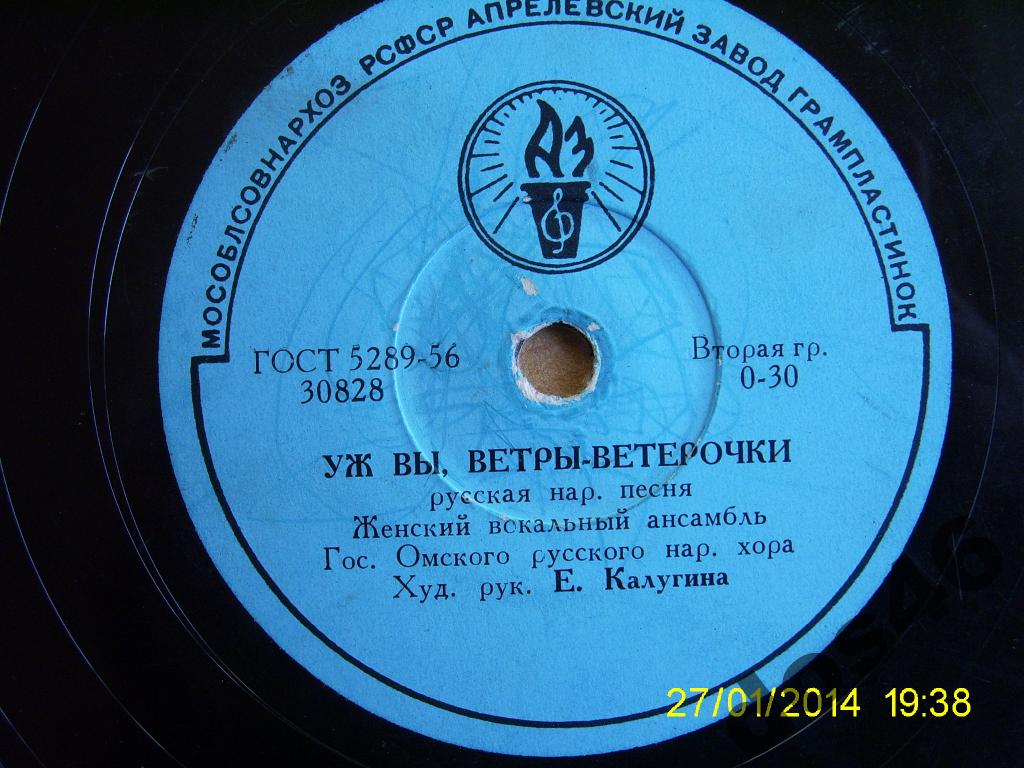 МОСОБЛСОВНАРХОЗ РСФСР АПРЕЛЕВСКИЙ ЗАВОД ГРАМПЛАСТИНОК
АЗ
ГОСТ 5289-56
30828
Вторая гр.
0-30
УЖ ВЫ, ВЕТРЫ-ВЕТЕРОЧКИ
русская нар. песня
Женский вокальный ансамбль
Гос. Омского русского нар. хора
Худ. рук. Е. Калугина
27/01/2014 19:38